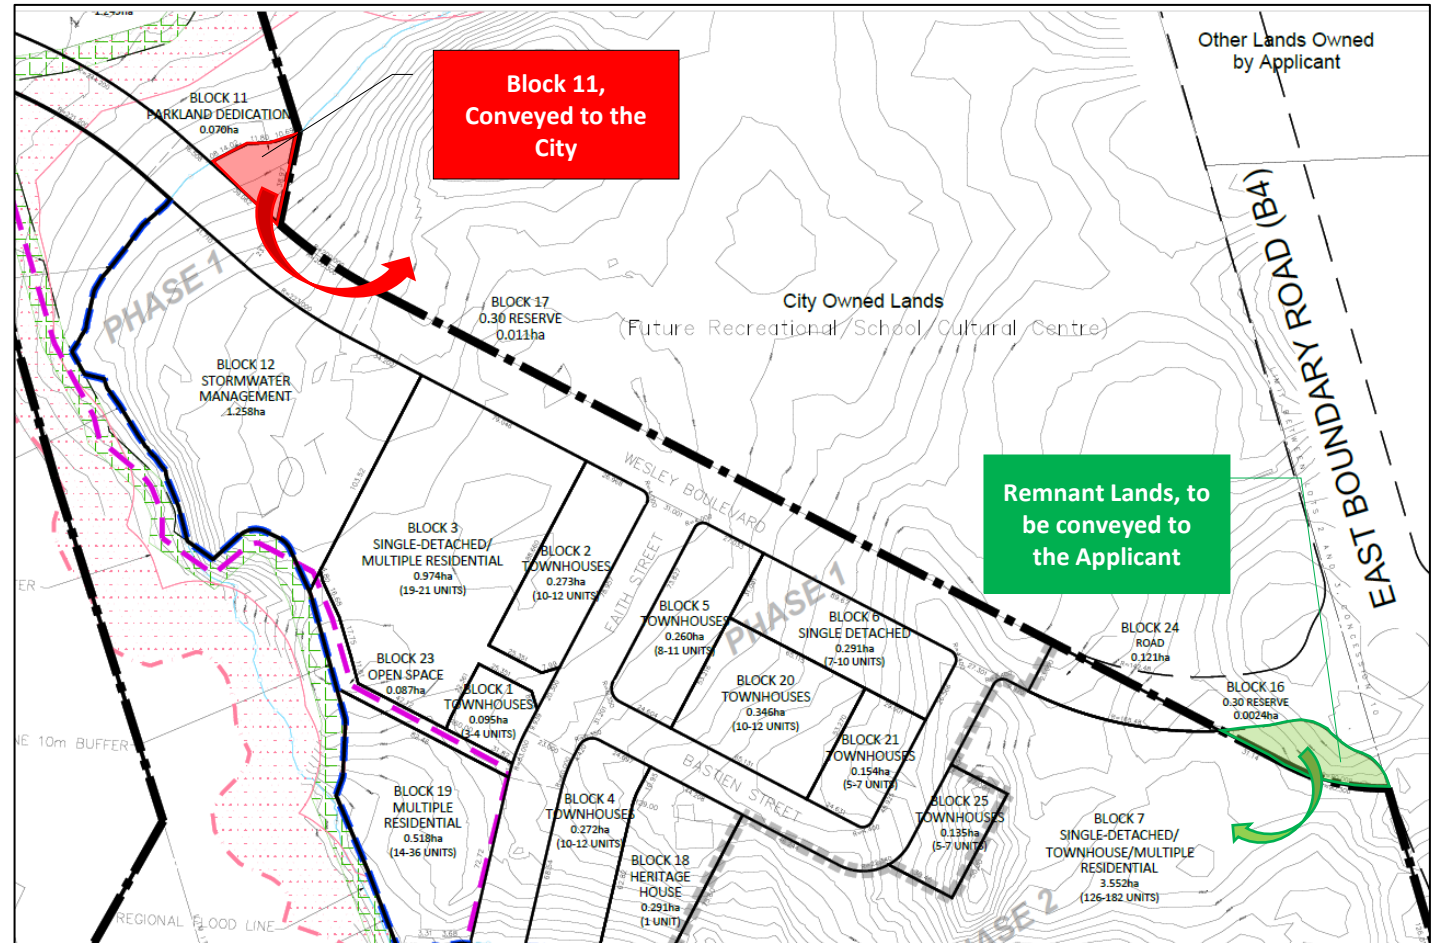 1.245ha
Other Lands Owned
by Applicant
Block 11,
Conveyed to the
City
BLOCK 11
PARKLAND DEDICATION
0.070ha
EAST BOUNDARY ROAD (B4)
PHASE 1
BLOCK 17
0.30 RESERVE
0.011ha
City Owned Lands
(Future Recreational/School/Cultural Centre)
BLOCK 12
STORMWATER
MANAGEMENT
1.258ha
WESLEY BOULEVARD
Remnant Lands, to
be conveyed to
the Applicant
BLOCK 3
SINGLE-DETACHED/
MULTIPLE RESIDENTIAL
0.974ha
(19-21 UNITS)
BLOCK 2
TOWNHOUSES
0.273ha
(10-12 UNITS)
EAITH STREET
BLOCK 5
TOWNHOUSES
0.260ha
(8-11 UNITS)
PHASE 1
BLOCK 6
SINGLE DETACHED
0.291ha
(7-10 UNITS)
BLOCK 24
ROAD
0.121ha
BLOCK 23
OPEN SPACE
0.087ha
BLOCK 1
TOWNHOUSES
0.095ha
(3-4 UNITS)
BLOCK 20
TOWNHOUSES
0.346ha
(10-12 UNITS)
BLOCK 16
0.30 RESERVE
0.0024ha
BLOCK 21
TOWNHOUSES
0.154ha
(5-7 UNITS)
NE 10m BUFFER
BASTIEN STREET
BLOCK 19
MULTIPLE
RESIDENTIAL
0.518ha
(14-36 UNITS)
BLOCK 4
TOWNHOUSES
0.272ha
(10-12 UNITS)
BLOCK 25
TOWNHOUSES
0.135ha
(5-7 UNITS)
BLOCK 7
SINGLE-DETACHED/
TOWNHOUSE/MULTIPLE
RESIDENTIAL
3.552ha
(126-182 UNITS)
BLOCK 18
HERITAGE
HOUSE
0.291ha
(1 UNIT)
REGIONAL FLOOD LINE
ASE 2